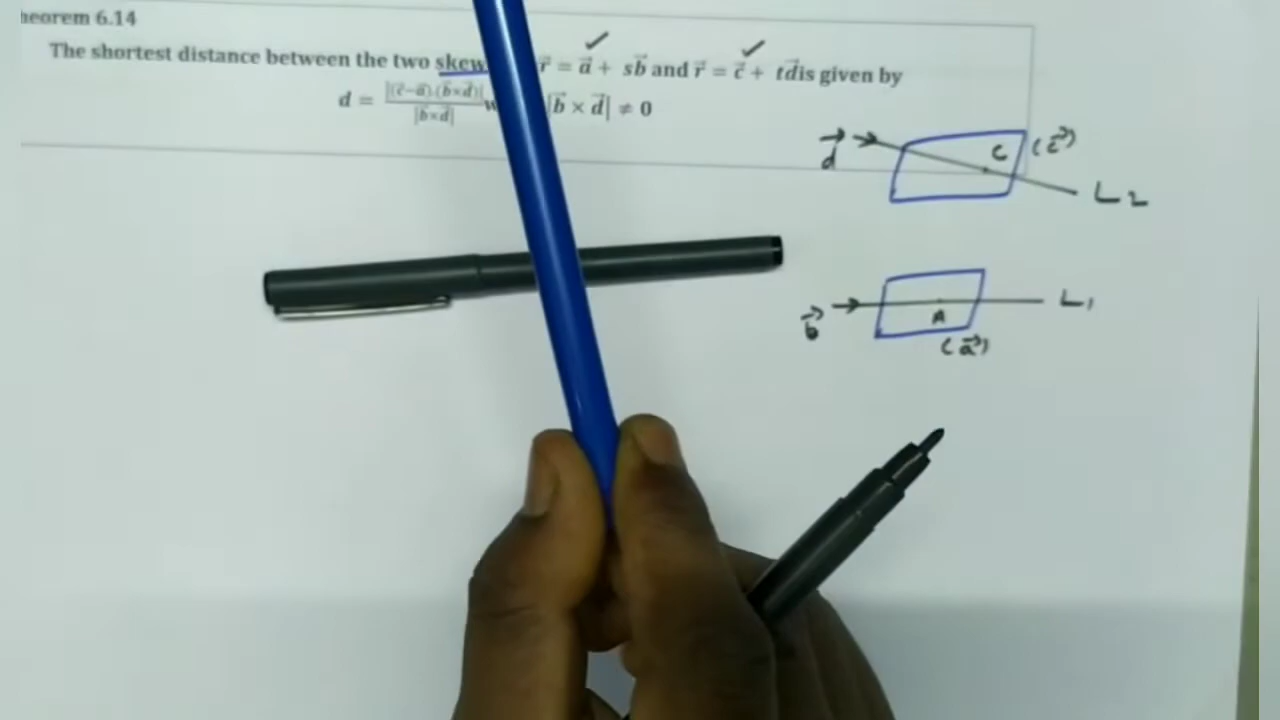 heorem 6.14
The shortest distance between the two skew r⃗ = a⃗ + sb⃗ and r⃗ = c⃗ + td⃗is given by
d = |(c⃗−a⃗).(b⃗×d⃗)| / |b⃗×d⃗| w |b⃗ × d⃗| ≠ 0
d⃗ C (c⃗) L2
b⃗ A L1
(a⃗)